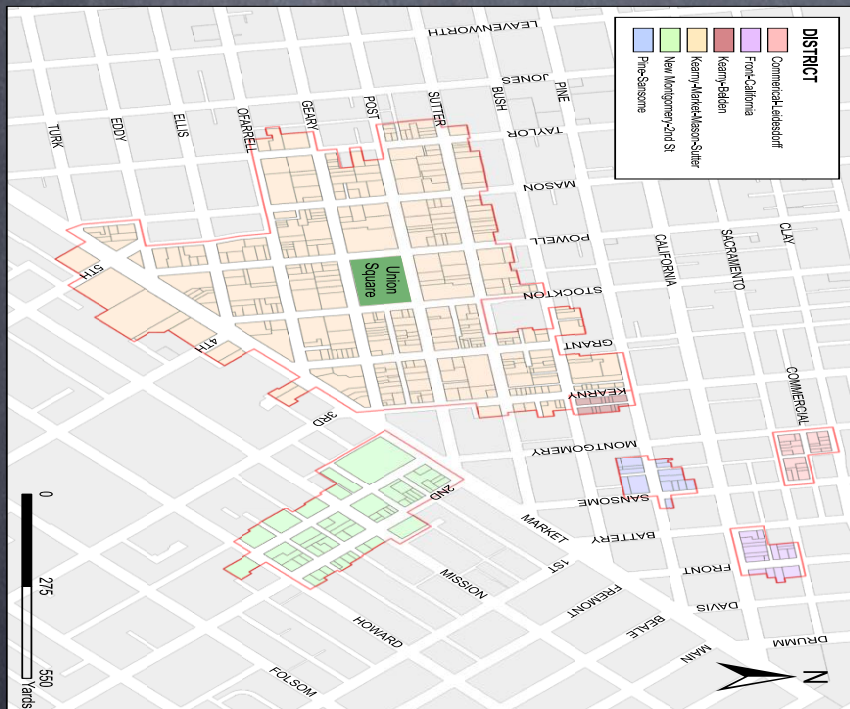 DISTRICT
Commerical-Leidesdorff
Front-California
Kearny-Belden
Kearny-Market-Mason-Sutter
New Montgomery-2nd St
Pine-Sansome
LEAVENWORTH
JONES
TAYLOR
MASON
POWELL
STOCKTON
GRANT
KEARNY
MONTGOMERY
SANSOME
BATTERY
FRONT
DAVIS
DRUMM
CLAY
SACRAMENTO
CALIFORNIA
COMMERCIAL
PINE
BUSH
SUTTER
POST
GEARY
OFARRELL
ELLIS
EDDY
TURK
Union
Square
5TH
4TH
3RD
2ND
1ST
MARKET
MISSION
HOWARD
FOLSOM
FREMONT
BEALE
MAIN
N
0 275 550
Yards